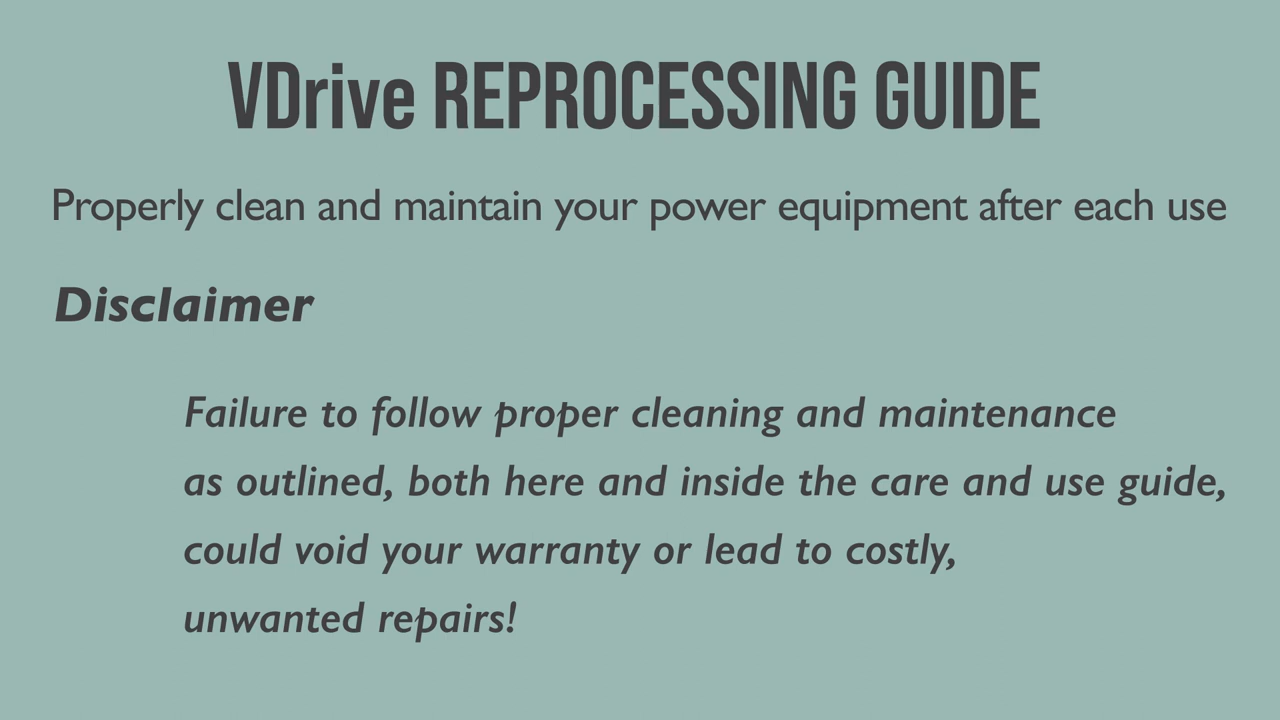 VDrive REPROCESSING GUIDE
Properly clean and maintain your power equipment after each use
Disclaimer
Failure to follow proper cleaning and maintenance
as outlined, both here and inside the care and use guide,
could void your warranty or lead to costly,
unwanted repairs!